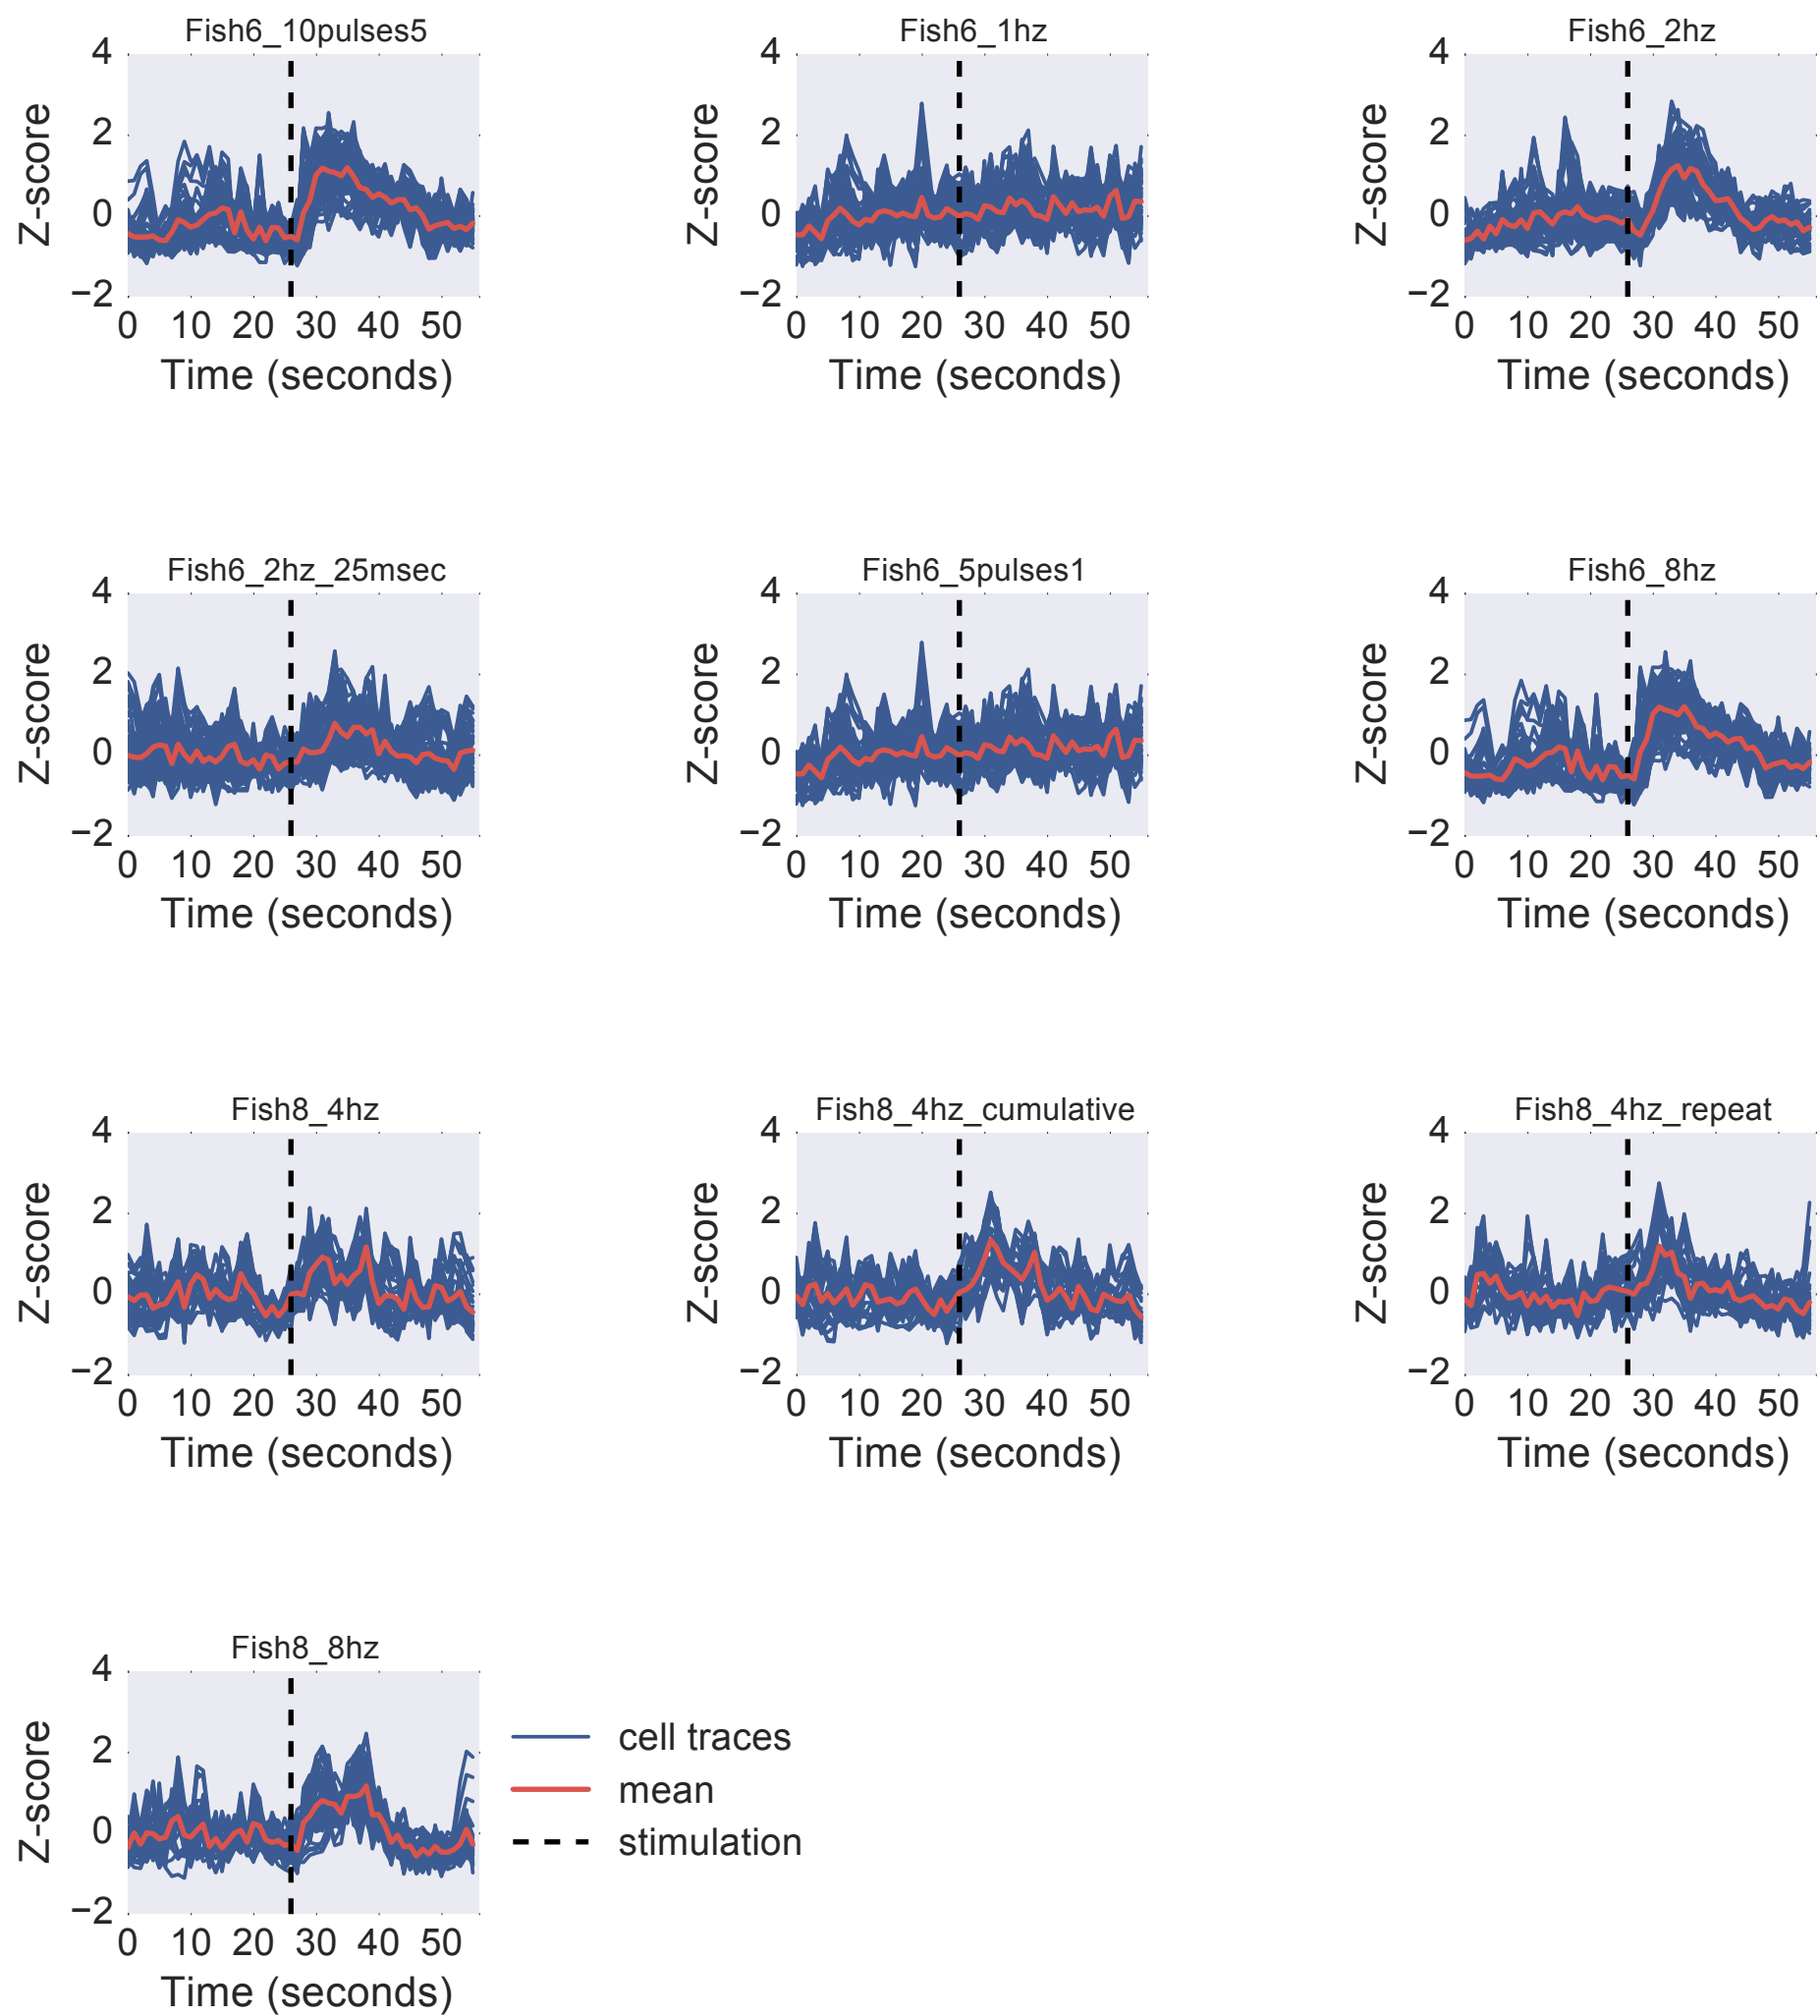 Fish6_10pulses5
Fish6_1hz
Fish6_2hz
4
2
0
−2
Z-score
0 10 20 30 40 50
Time (seconds)
4
2
0
−2
Z-score
0 10 20 30 40 50
Time (seconds)
4
2
0
−2
Z-score
0 10 20 30 40 50
Time (seconds)
Fish6_2hz_25msec
Fish6_5pulses1
Fish6_8hz
4
2
0
−2
Z-score
0 10 20 30 40 50
Time (seconds)
4
2
0
−2
Z-score
0 10 20 30 40 50
Time (seconds)
4
2
0
−2
Z-score
0 10 20 30 40 50
Time (seconds)
Fish8_4hz
Fish8_4hz_cumulative
Fish8_4hz_repeat
4
2
0
−2
Z-score
0 10 20 30 40 50
Time (seconds)
4
2
0
−2
Z-score
0 10 20 30 40 50
Time (seconds)
4
2
0
−2
Z-score
0 10 20 30 40 50
Time (seconds)
Fish8_8hz
4
2
0
−2
Z-score
0 10 20 30 40 50
Time (seconds)
cell traces
mean
stimulation